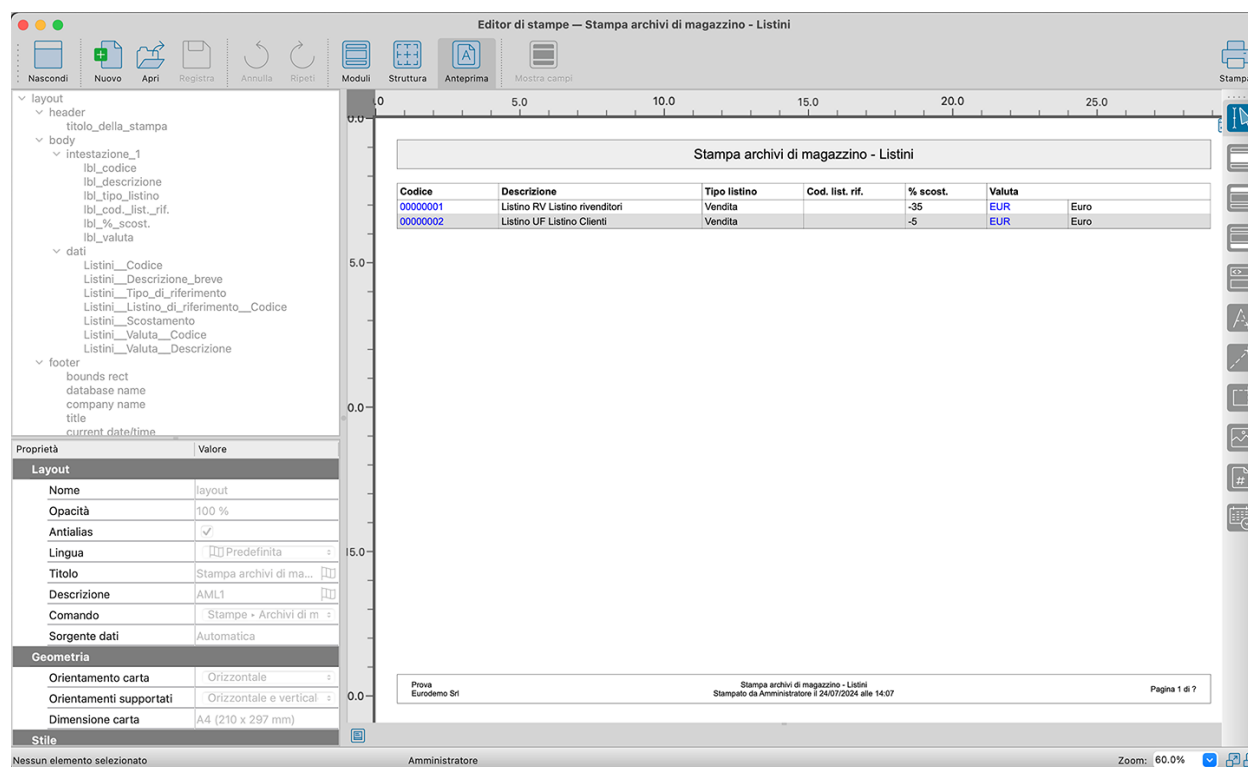 Editor di stampe — Stampa archivi di magazzino - Listini
Nascondi Nuovo Apri Registra Annulla Ripeti Moduli Struttura Anteprima Mostra campi Stampa
layout
header
titolo_della_stampa
body
intestazione_1
lbl_codice
lbl_descrizione
lbl_tipo_listino
lbl_cod._list._rif.
lbl_%_scost.
lbl_valuta
dati
Listini__Codice
Listini__Descrizione_breve
Listini__Tipo_di_riferimento
Listini__Listino_di_riferimento__Codice
Listini__Scostamento
Listini__Valuta__Codice
Listini__Valuta__Descrizione
footer
bounds rect
database name
company name
title
current date/time
Proprietà Valore
Layout
Nome layout
Opacità 100 %
Antialias
Lingua Predefinita
Titolo Stampa archivi di ma...
Descrizione AML1
Comando Stampe ▸ Archivi di m
Sorgente dati Automatica
Geometria
Orientamento carta Orizzontale
Orientamenti supportati Orizzontale e vertical
Dimensione carta A4 (210 x 297 mm)
Stile
.0 5.0 10.0 15.0 20.0 25.0
0.0
5.0
0.0
15.0
0.0
Stampa archivi di magazzino - Listini
Codice Descrizione Tipo listino Cod. list. rif. % scost. Valuta
00000001 Listino RV Listino rivenditori Vendita -35 EUR Euro
00000002 Listino UF Listino Clienti Vendita -5 EUR Euro
Prova Stampa archivi di magazzino - Listini
Eurodemo Srl Stampato da Amministratore il 24/07/2024 alle 14:07 Pagina 1 di ?
Nessun elemento selezionato Amministratore Zoom: 60.0%